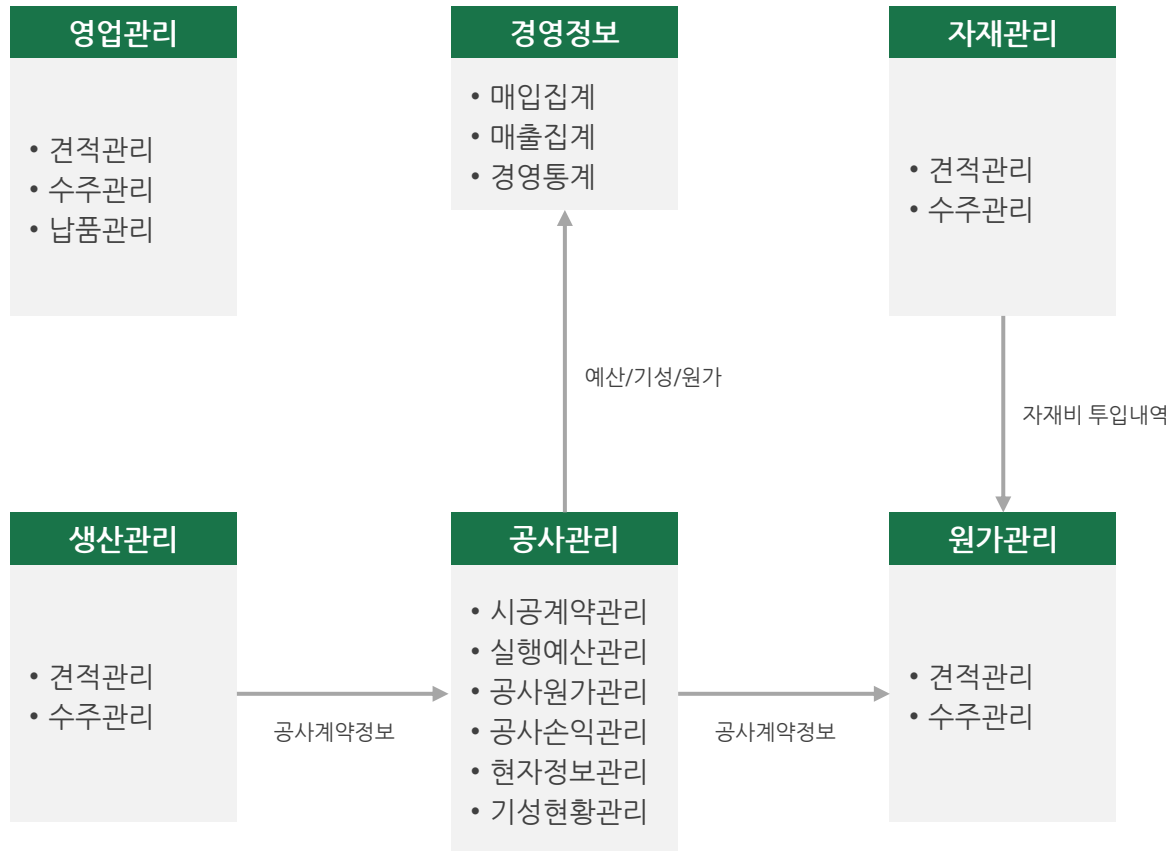 영업관리
• 견적관리
• 수주관리
• 납품관리
경영정보
• 매입집계
• 매출집계
• 경영통계
자재관리
• 견적관리
• 수주관리
예산/기성/원가
자재비 투입내역
생산관리
• 견적관리
• 수주관리
공사계약정보
공사관리
• 시공계약관리
• 실행예산관리
• 공사원가관리
• 공사손익관리
• 현자정보관리
• 기성현황관리
공사계약정보
원가관리
• 견적관리
• 수주관리